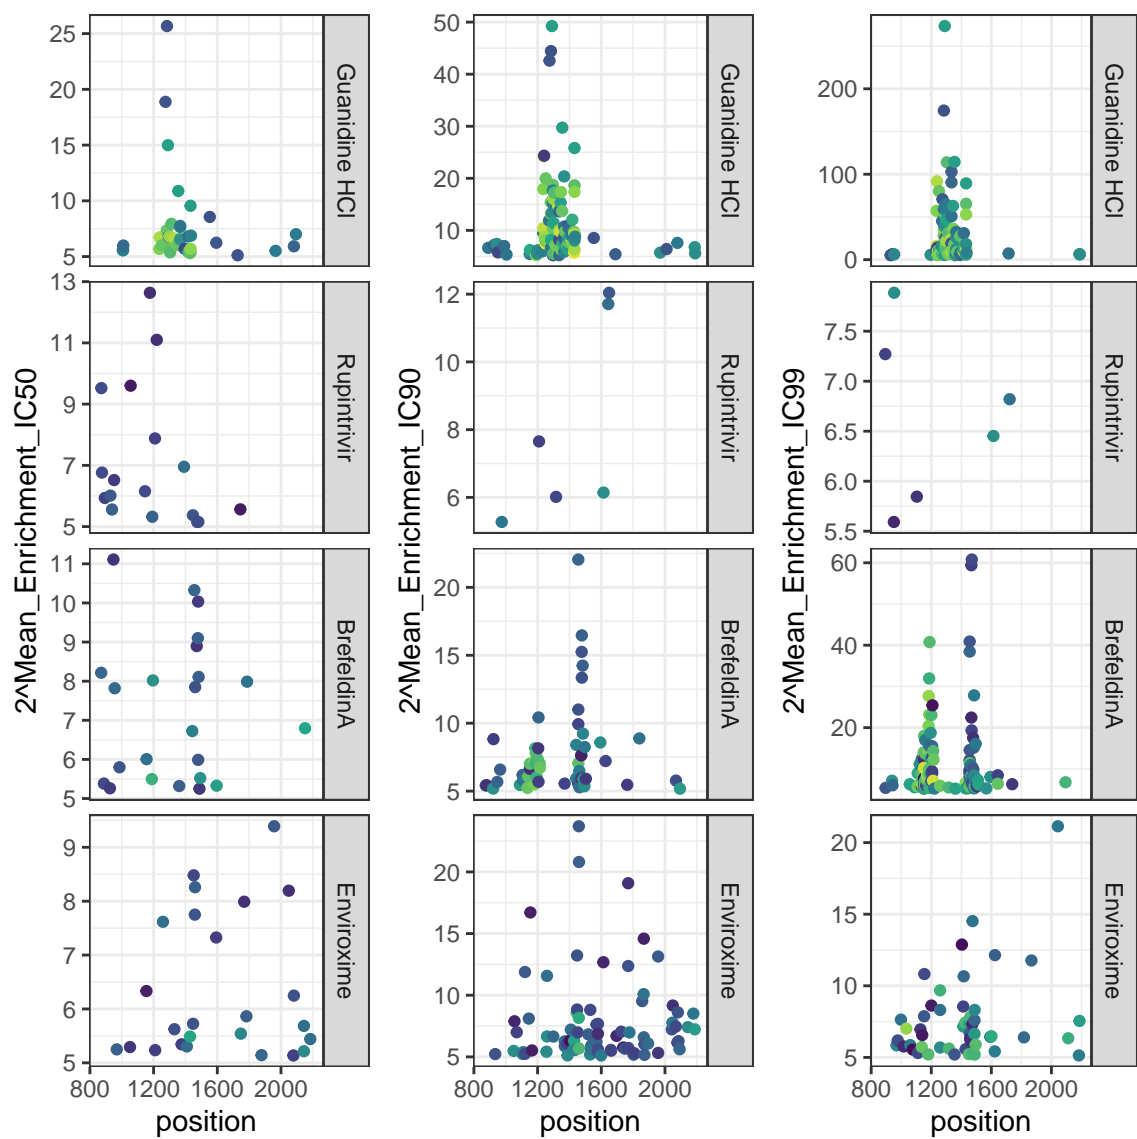 2^Mean_Enrichment_IC50
25
20
15
10
5
Guanidine HCl
13
11
9
7
5
Rupintrivir
11
10
9
8
7
6
5
BrefeldinA
9
8
7
6
5
Enviroxime
800 1200 1600 2000
position
2^Mean_Enrichment_IC90
50
40
30
20
10
Guanidine HCl
12
10
8
6
Rupintrivir
20
15
10
5
BrefeldinA
20
15
10
5
Enviroxime
800 1200 1600 2000
position
2^Mean_Enrichment_IC99
200
100
0
Guanidine HCl
7.5
7.0
6.5
6.0
5.5
Rupintrivir
60
40
20
BrefeldinA
20
15
10
5
Enviroxime
800 1200 1600 2000
position